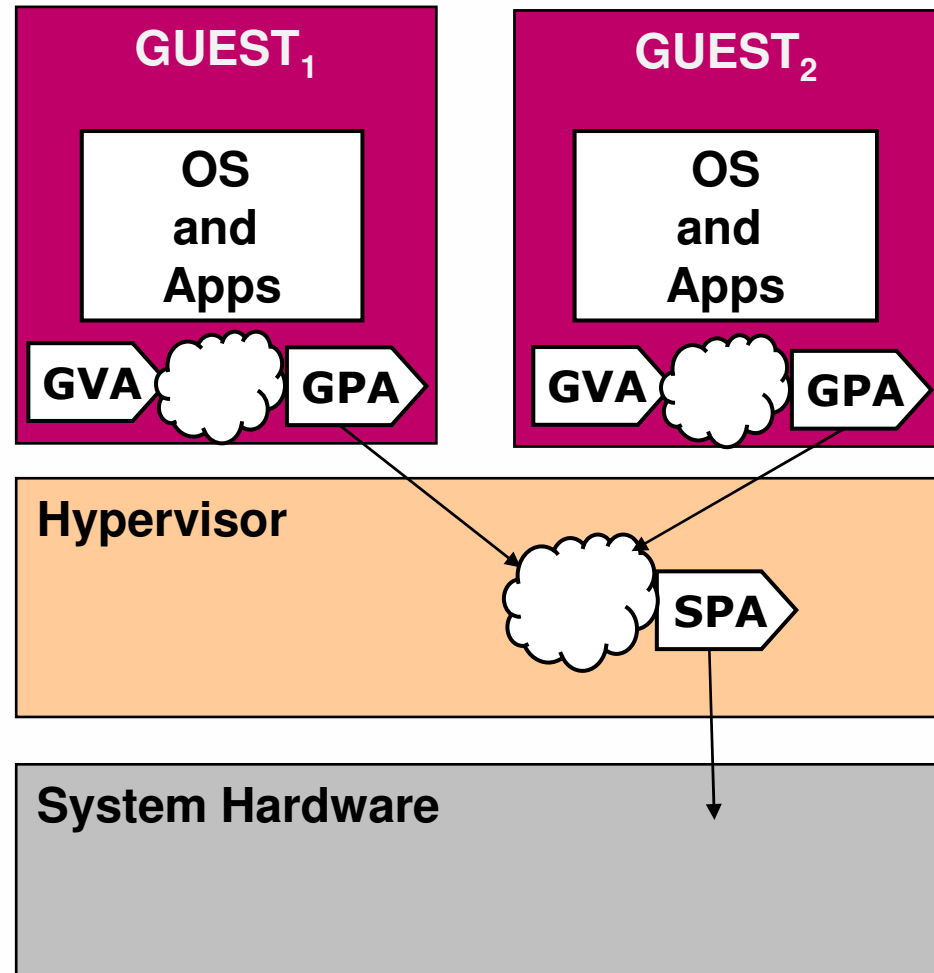 GUEST₁
OS
and
Apps
GVA
GPA
GUEST₂
OS
and
Apps
GVA
GPA
Hypervisor
SPA
System Hardware